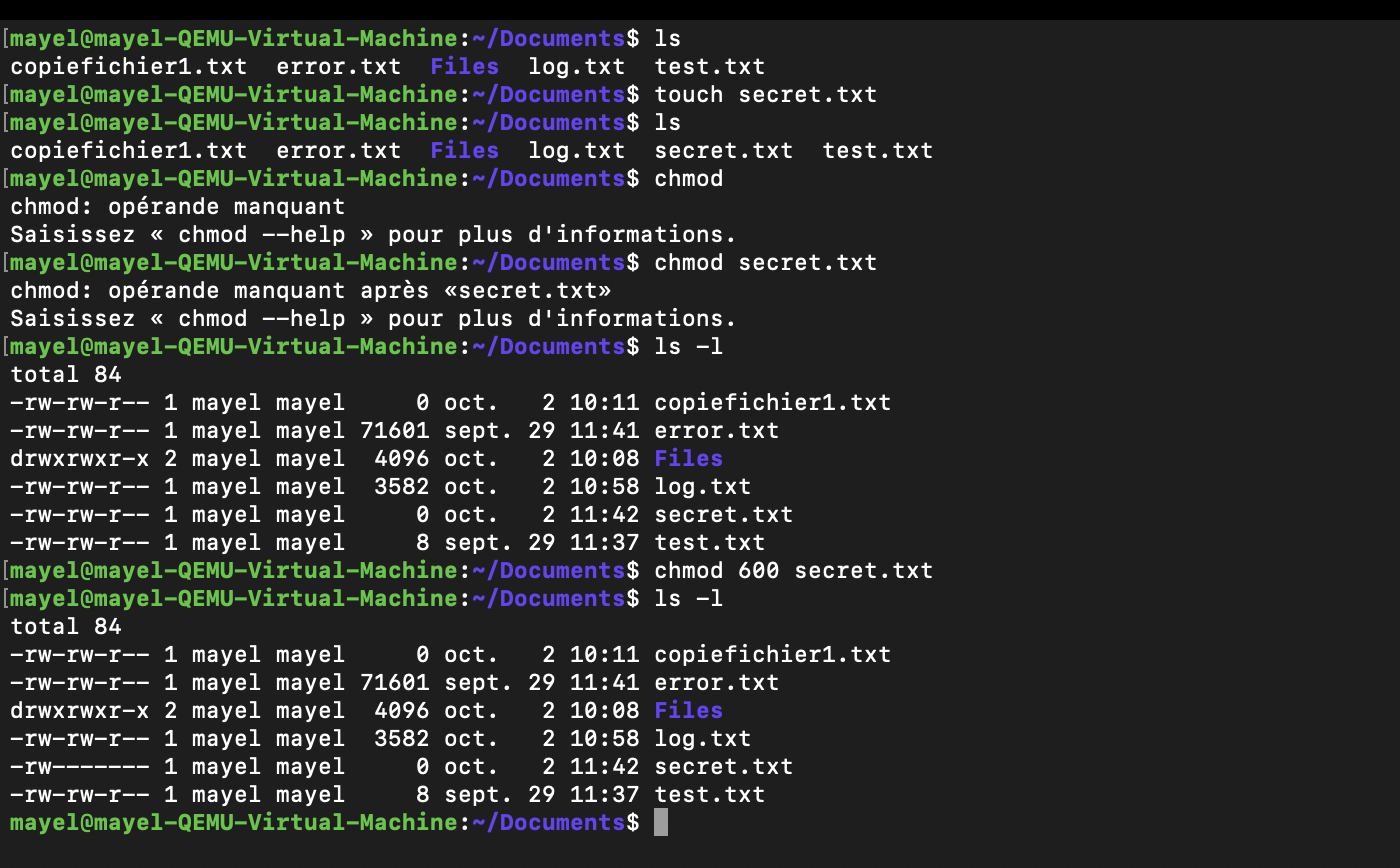 [mayel@mayel-QEMU-Virtual-Machine:~/Documents$ ls
copiefichier1.txt  error.txt  Files  log.txt  test.txt
[mayel@mayel-QEMU-Virtual-Machine:~/Documents$ touch secret.txt
[mayel@mayel-QEMU-Virtual-Machine:~/Documents$ ls
copiefichier1.txt  error.txt  Files  log.txt  secret.txt  test.txt
[mayel@mayel-QEMU-Virtual-Machine:~/Documents$ chmod
chmod: opérande manquant
Saisissez « chmod --help » pour plus d'informations.
[mayel@mayel-QEMU-Virtual-Machine:~/Documents$ chmod secret.txt
chmod: opérande manquant après «secret.txt»
Saisissez « chmod --help » pour plus d'informations.
[mayel@mayel-QEMU-Virtual-Machine:~/Documents$ ls -l
total 84
-rw-rw-r-- 1 mayel mayel     0 oct.   2 10:11 copiefichier1.txt
-rw-rw-r-- 1 mayel mayel 71601 sept. 29 11:41 error.txt
drwxrwxr-x 2 mayel mayel  4096 oct.   2 10:08 Files
-rw-rw-r-- 1 mayel mayel  3582 oct.   2 10:58 log.txt
-rw-rw-r-- 1 mayel mayel     0 oct.   2 11:42 secret.txt
-rw-rw-r-- 1 mayel mayel     8 sept. 29 11:37 test.txt
[mayel@mayel-QEMU-Virtual-Machine:~/Documents$ chmod 600 secret.txt
[mayel@mayel-QEMU-Virtual-Machine:~/Documents$ ls -l
total 84
-rw-rw-r-- 1 mayel mayel     0 oct.   2 10:11 copiefichier1.txt
-rw-rw-r-- 1 mayel mayel 71601 sept. 29 11:41 error.txt
drwxrwxr-x 2 mayel mayel  4096 oct.   2 10:08 Files
-rw-rw-r-- 1 mayel mayel  3582 oct.   2 10:58 log.txt
-rw------- 1 mayel mayel     0 oct.   2 11:42 secret.txt
-rw-rw-r-- 1 mayel mayel     8 sept. 29 11:37 test.txt
mayel@mayel-QEMU-Virtual-Machine:~/Documents$